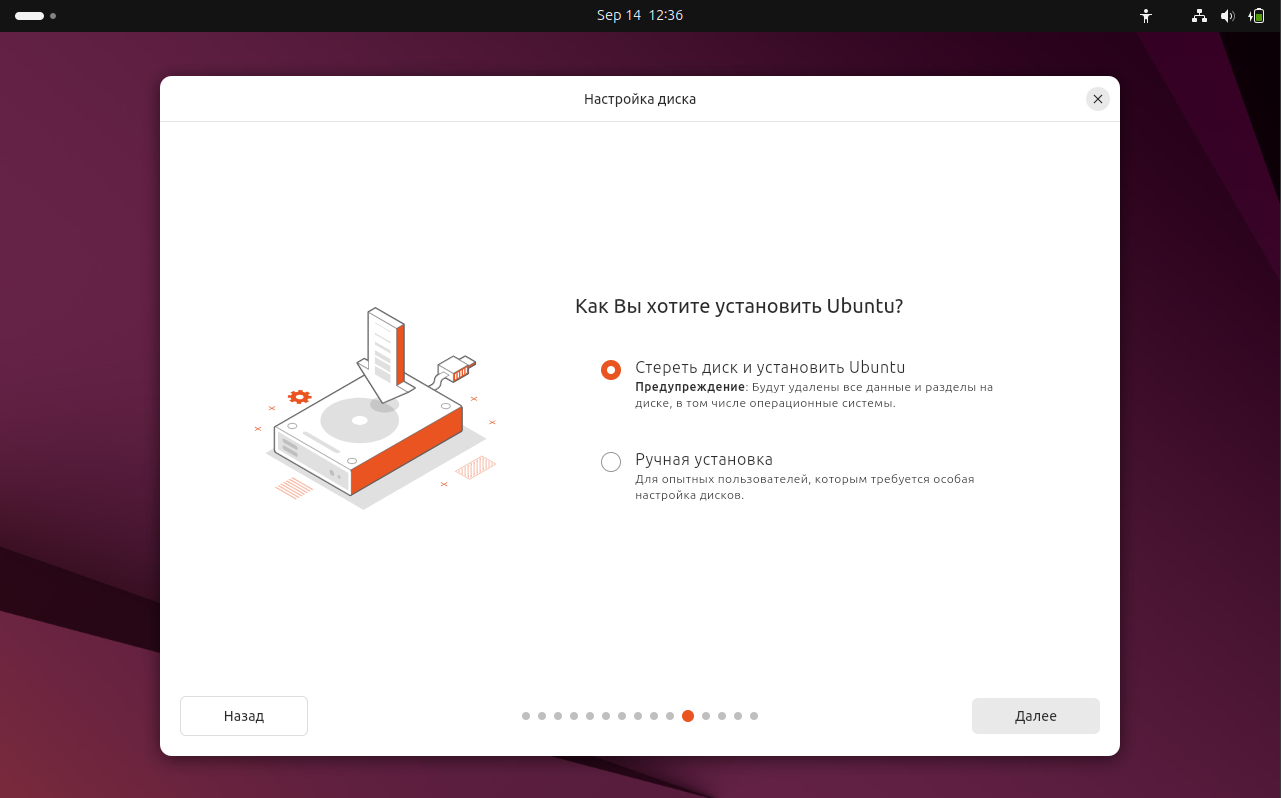 Sep 14 12:36
Настройка диска
Как Вы хотите установить Ubuntu?
Стереть диск и установить Ubuntu
Предупреждение: Будут удалены все данные и разделы на
диске, в том числе операционные системы.
Ручная установка
Для опытных пользователей, которым требуется особая
настройка дисков.
Назад
Далее